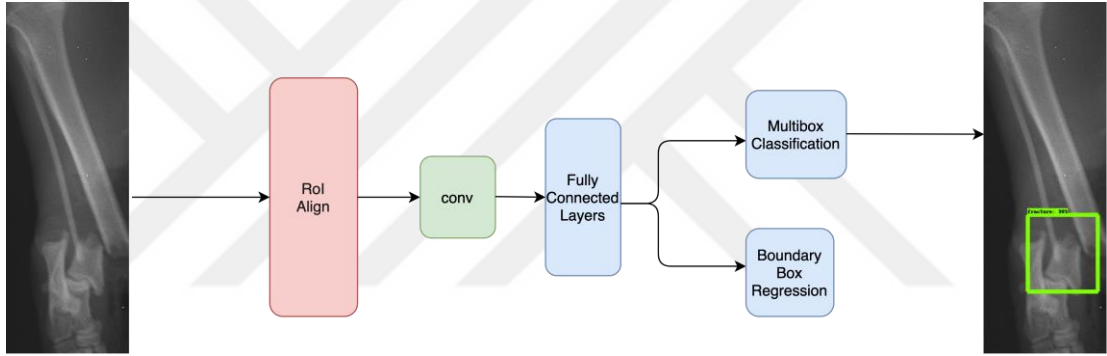 RoI
Align
conv
Fully
Connected
Layers
Multibox
Classification
Boundary
Box
Regression